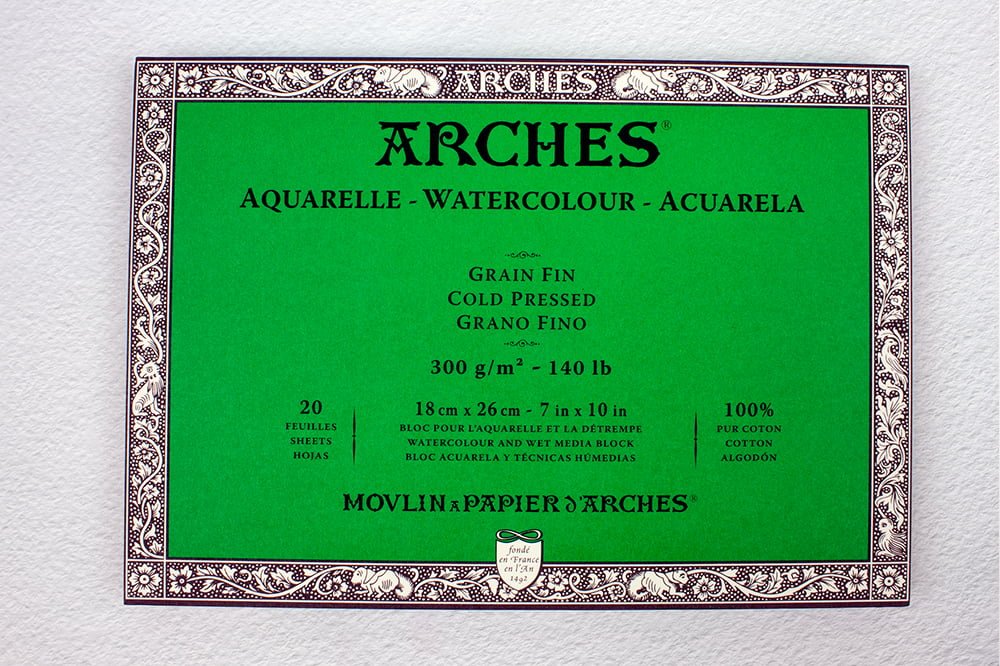 ARCHES
ARCHES®
AQUARELLE - WATERCOLOUR - ACUARELA
GRAIN FIN
COLD PRESSED
GRANO FINO
300 g/m² - 140 lb
20
FEUILLES
SHEETS
HOJAS
18 cm x 26 cm - 7 in x 10 in
BLOC POUR L'AQUARELLE ET LA DÉTREMPE
WATERCOLOUR AND WET MEDIA BLOCK
BLOC ACUARELA Y TÉCNICAS HÚMEDIAS
100%
PUR COTON
COTTON
ALGODÓN
MOVLIN A PAPIER d'ARCHES®
fondé
en France
en l'An
1492